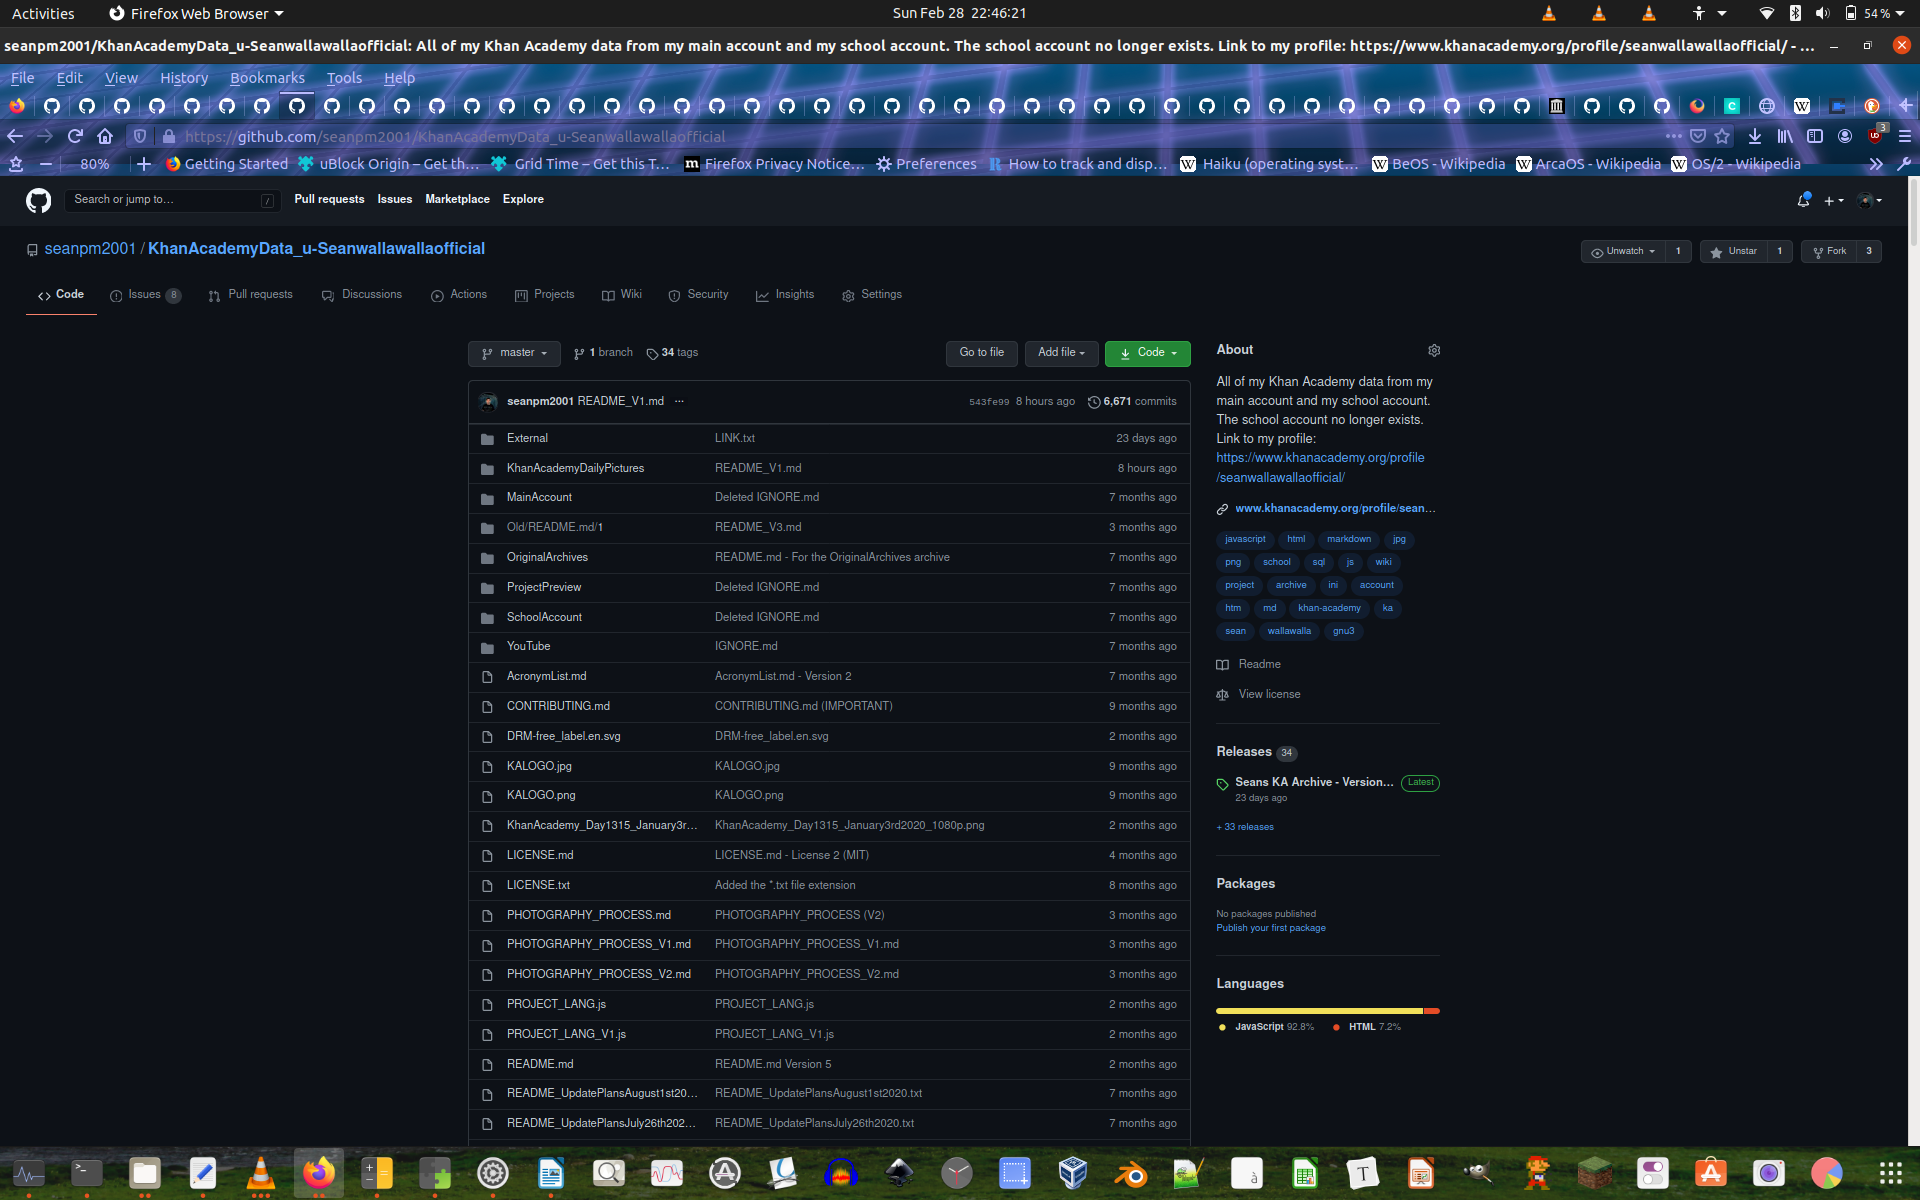 Activities Firefox Web Browser Sun Feb 28 22:46:21 54 %
seanpm2001/KhanAcademyData_u-Seanwallawallaofficial: All of my Khan Academy data from my main account and my school account. The school account no longer exists. Link to my profile: https://www.khanacademy.org/profile/seanwallawallaofficial/ - ...
File Edit View History Bookmarks Tools Help
https://github.com/seanpm2001/KhanAcademyData_u-Seanwallawallaofficial 3
80% Getting Started uBlock Origin – Get th… Grid Time – Get this T… Firefox Privacy Notice… Preferences How to track and disp… Haiku (operating syst… BeOS - Wikipedia ArcaOS - Wikipedia OS/2 - Wikipedia
Search or jump to… / Pull requests Issues Marketplace Explore
seanpm2001 / KhanAcademyData_u-Seanwallawallaofficial Unwatch 1 Unstar 1 Fork 3
Code Issues 8 Pull requests Discussions Actions Projects Wiki Security Insights Settings
master 1 branch 34 tags Go to file Add file Code
seanpm2001 README_V1.md ... 543fe99 8 hours ago 6,671 commits
External LINK.txt 23 days ago
KhanAcademyDailyPictures README_V1.md 8 hours ago
MainAccount Deleted IGNORE.md 7 months ago
Old/README.md/1 README_V3.md 3 months ago
OriginalArchives README.md - For the OriginalArchives archive 7 months ago
ProjectPreview Deleted IGNORE.md 7 months ago
SchoolAccount Deleted IGNORE.md 7 months ago
YouTube IGNORE.md 7 months ago
AcronymList.md AcronymList.md - Version 2 7 months ago
CONTRIBUTING.md CONTRIBUTING.md (IMPORTANT) 9 months ago
DRM-free_label.en.svg DRM-free_label.en.svg 2 months ago
KALOGO.jpg KALOGO.jpg 9 months ago
KALOGO.png KALOGO.png 9 months ago
KhanAcademy_Day1315_January3r… KhanAcademy_Day1315_January3rd2020_1080p.png 2 months ago
LICENSE.md LICENSE.md - License 2 (MIT) 4 months ago
LICENSE.txt Added the *.txt file extension 8 months ago
PHOTOGRAPHY_PROCESS.md PHOTOGRAPHY_PROCESS (V2) 3 months ago
PHOTOGRAPHY_PROCESS_V1.md PHOTOGRAPHY_PROCESS_V1.md 3 months ago
PHOTOGRAPHY_PROCESS_V2.md PHOTOGRAPHY_PROCESS_V2.md 3 months ago
PROJECT_LANG.js PROJECT_LANG.js 2 months ago
PROJECT_LANG_V1.js PROJECT_LANG_V1.js 2 months ago
README.md README.md Version 5 2 months ago
README_UpdatePlansAugust1st20… README_UpdatePlansAugust1st2020.txt 7 months ago
README_UpdatePlansJuly26th202… README_UpdatePlansJuly26th2020.txt 7 months ago
About
All of my Khan Academy data from my
main account and my school account.
The school account no longer exists.
Link to my profile:
https://www.khanacademy.org/profile
/seanwallawallaofficial/
www.khanacademy.org/profile/sean...
javascript html markdown jpg
png school sql js wiki
project archive ini account
htm md khan-academy ka
sean wallawalla gnu3
Readme
View license
Releases 34
Seans KA Archive - Version... Latest
23 days ago
+ 33 releases
Packages
No packages published
Publish your first package
Languages
JavaScript 92.8% HTML 7.2%